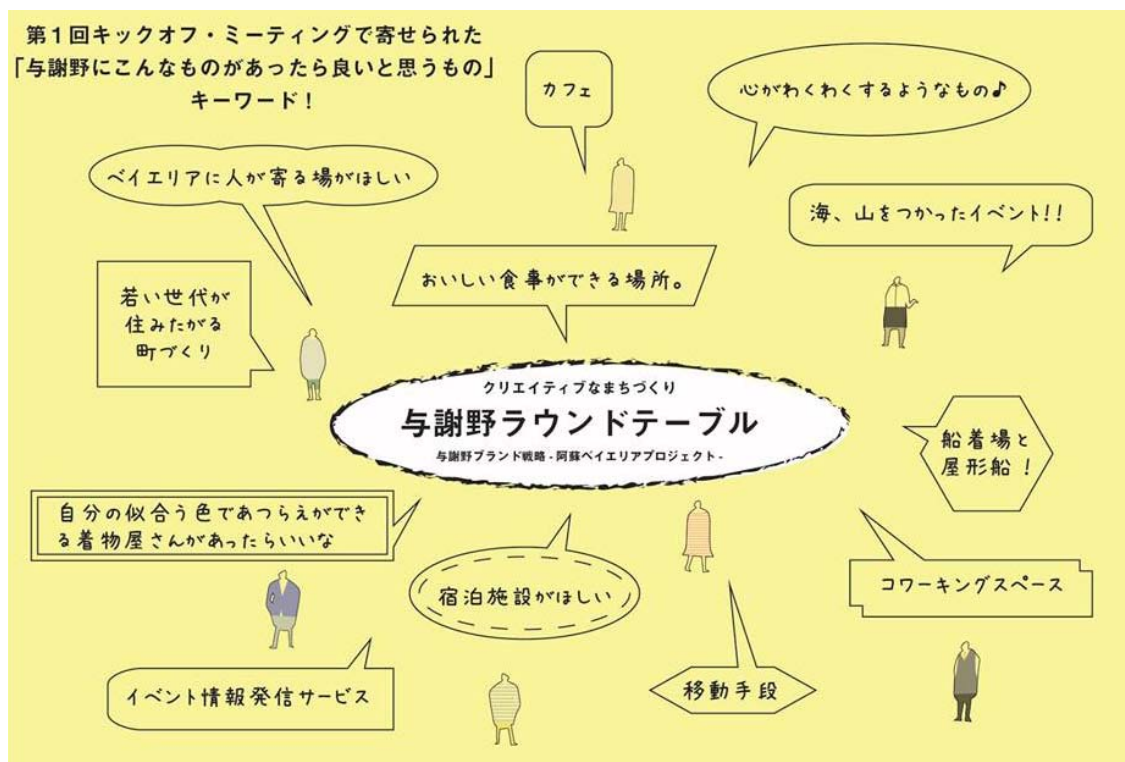 第1回キックオフ・ミーティングで寄せられた
「与謝野にこんなものがあったら良いと思うもの」
キーワード！
カフェ
心がわくわくするようなもの♪
ベイエリアに人が寄る場がほしい
海、山をつかったイベント!!
おいしい食事ができる場所。
若い世代が
住みたがる
町づくり
クリエイティブなまちづくり
与謝野ラウンドテーブル
与謝野ブランド戦略 - 阿蘇ベイエリアプロジェクト -
船着場と
屋形船！
自分の似合う色であつらえができ
る着物屋さんがあったらいいな
宿泊施設がほしい
コワーキングスペース
イベント情報発信サービス
移動手段